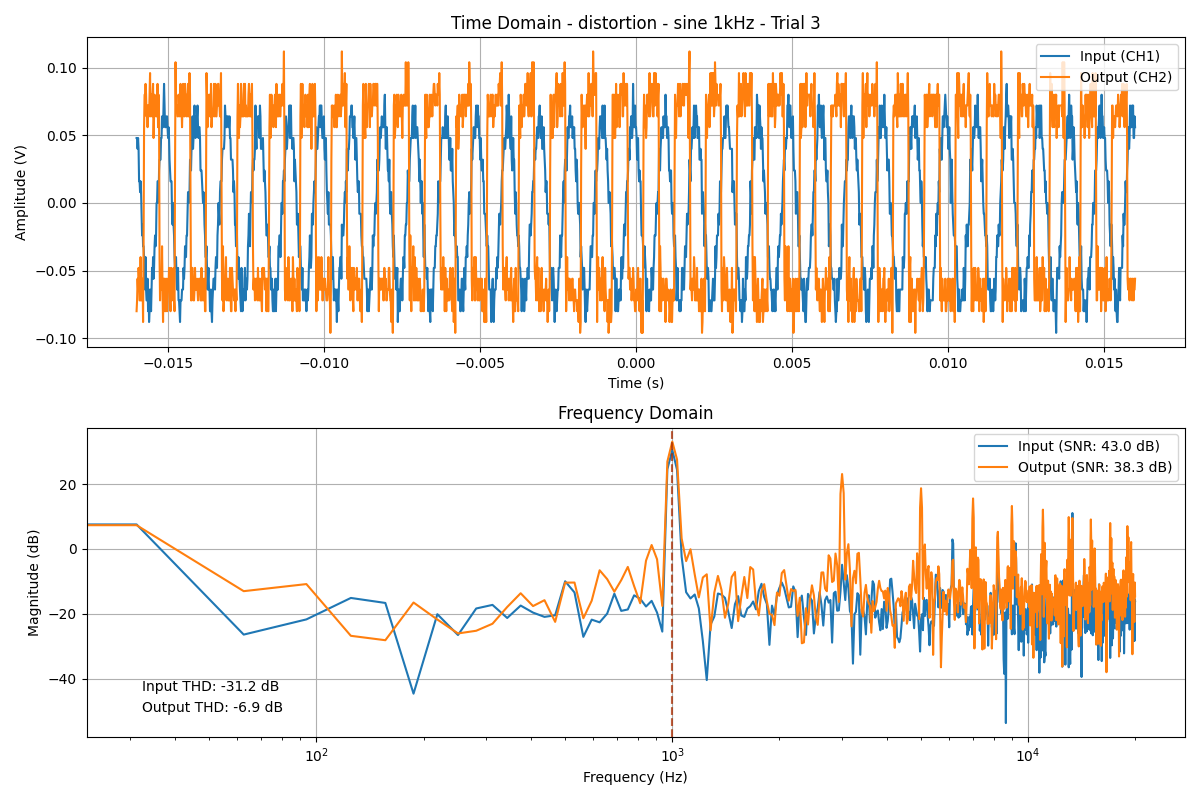 Time Domain - distortion - sine 1kHz - Trial 3
Input (CH1)
Output (CH2)
Amplitude (V)
0.10
0.05
0.00
−0.05
−0.10
−0.015
−0.010
−0.005
0.000
0.005
0.010
0.015
Time (s)
Frequency Domain
Input (SNR: 43.0 dB)
Output (SNR: 38.3 dB)
Magnitude (dB)
20
0
−20
−40
Input THD: -31.2 dB
Output THD: -6.9 dB
10²
10³
10⁴
Frequency (Hz)